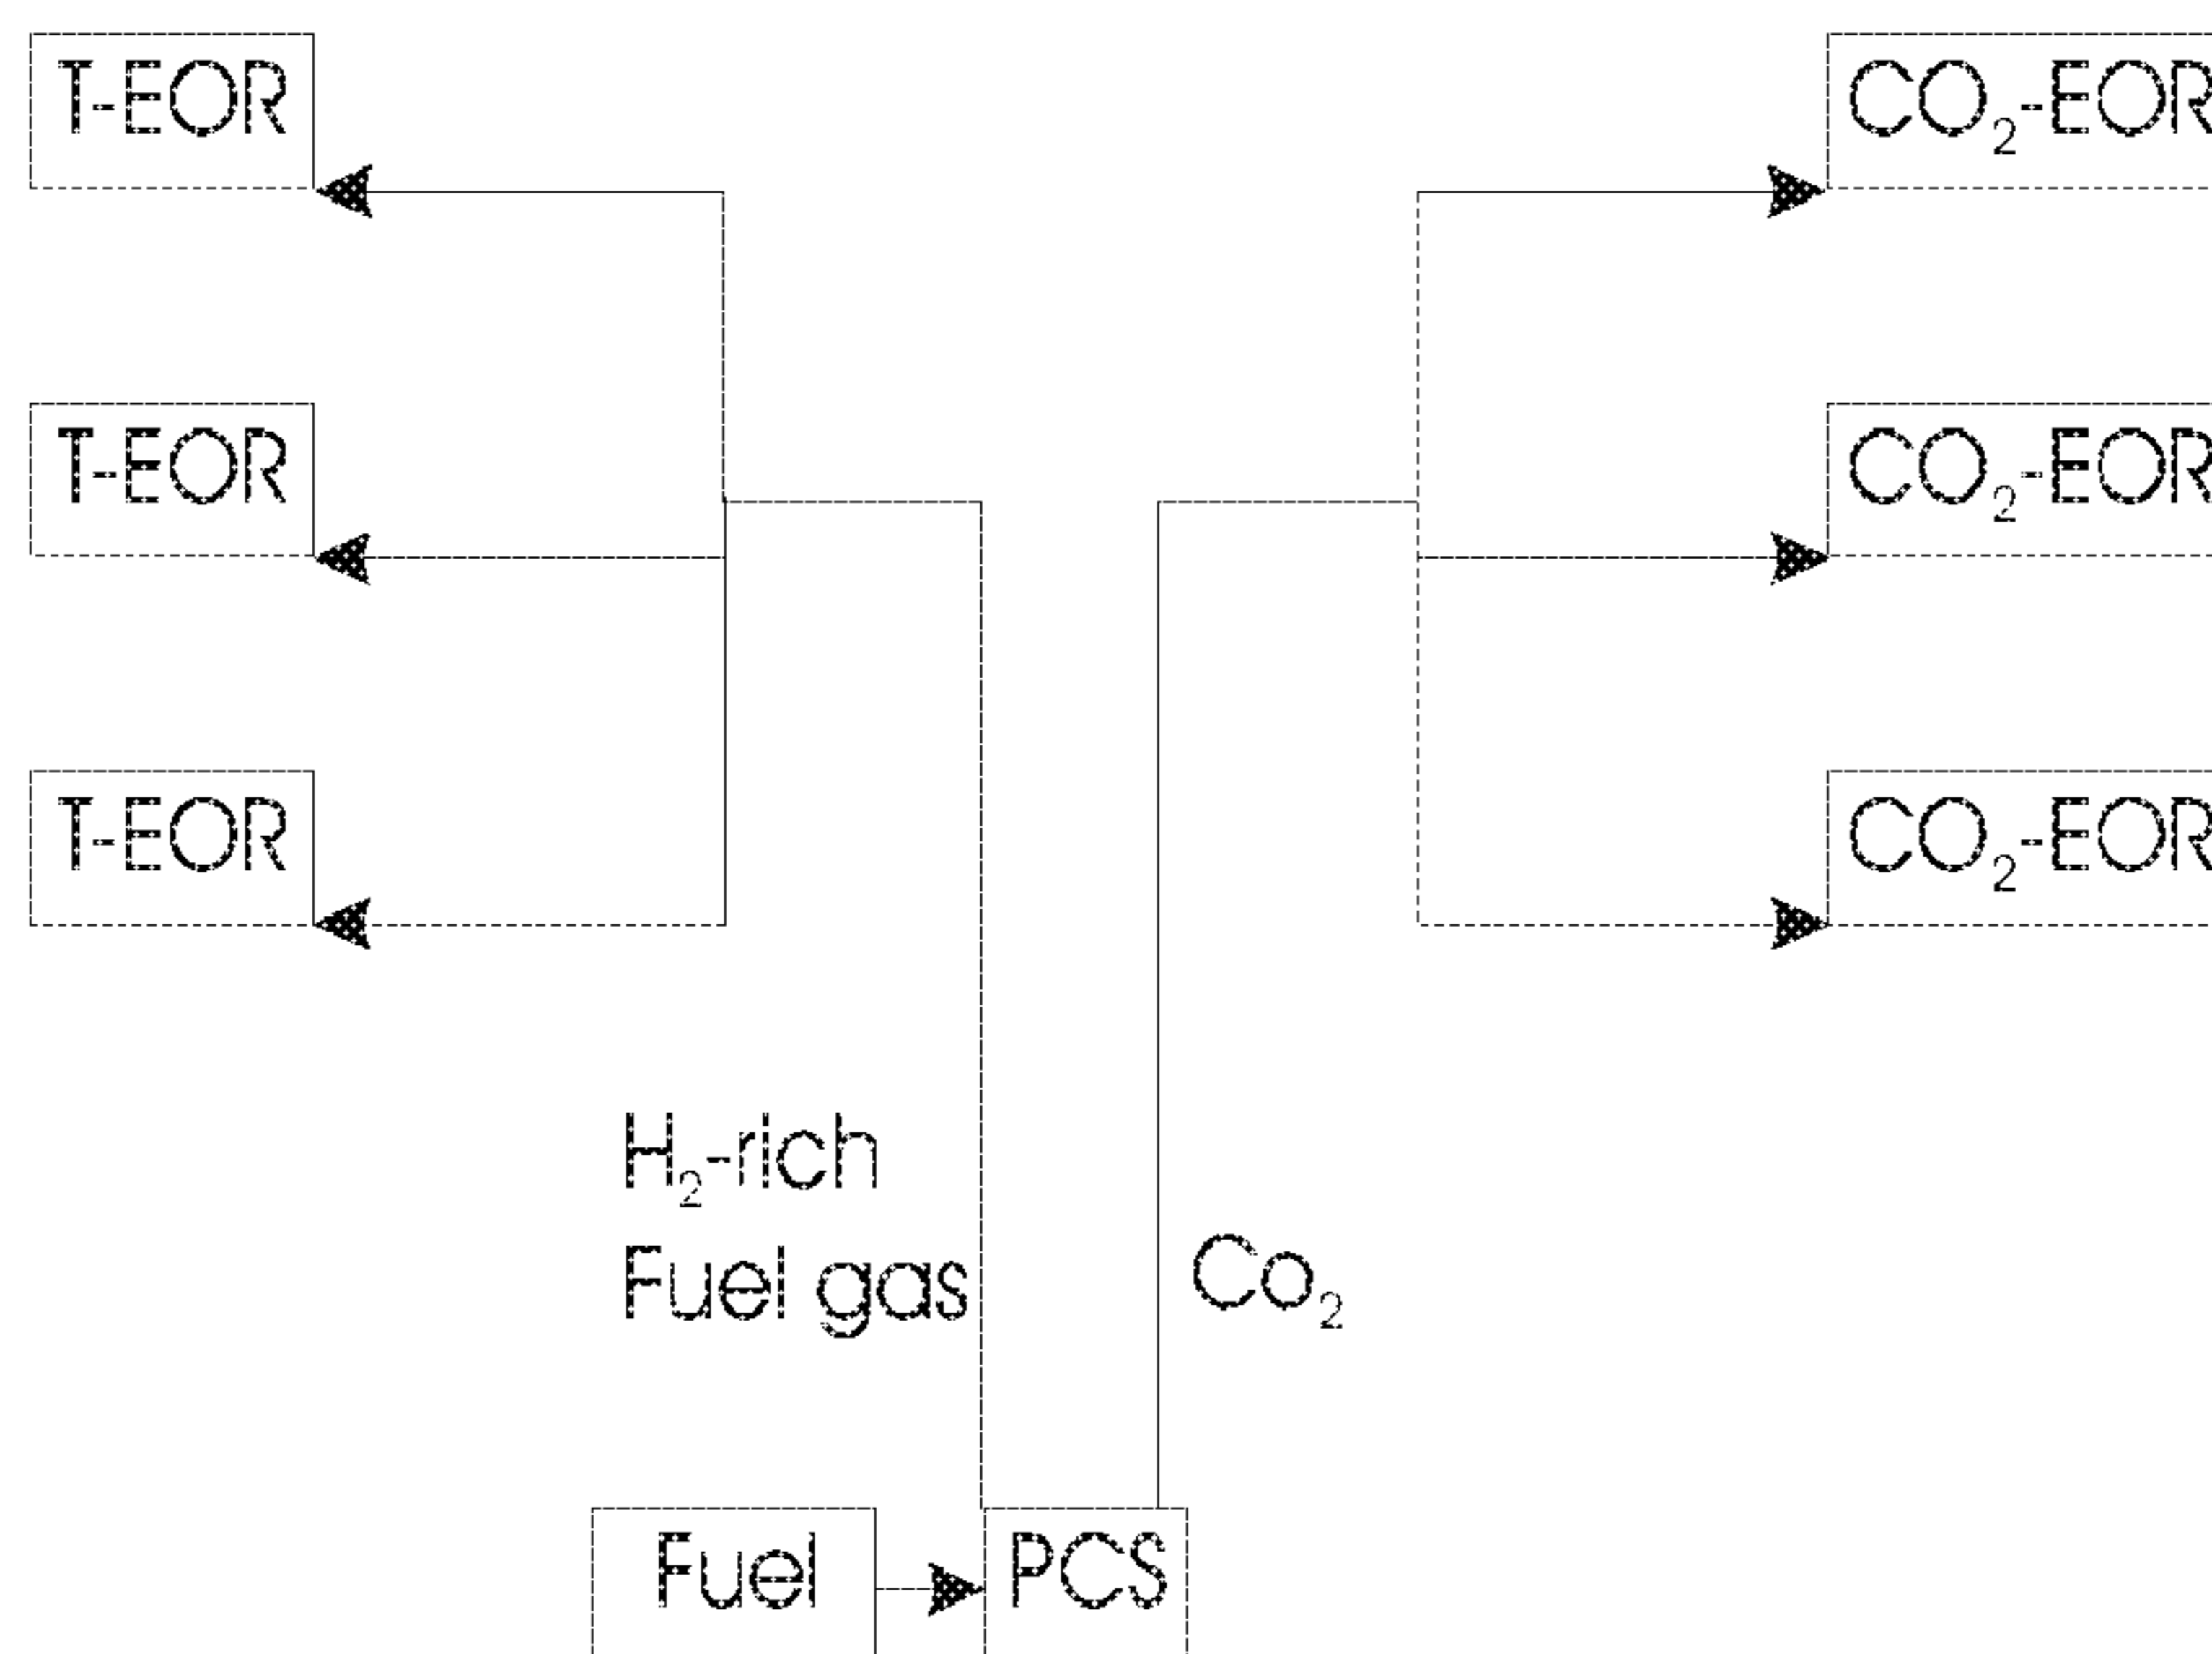 T-EOR
CO₂-EOR
T-EOR
CO₂-EOR
T-EOR
CO₂-EOR
H₂-rich
Fuel gas
Co₂
Fuel
PCS